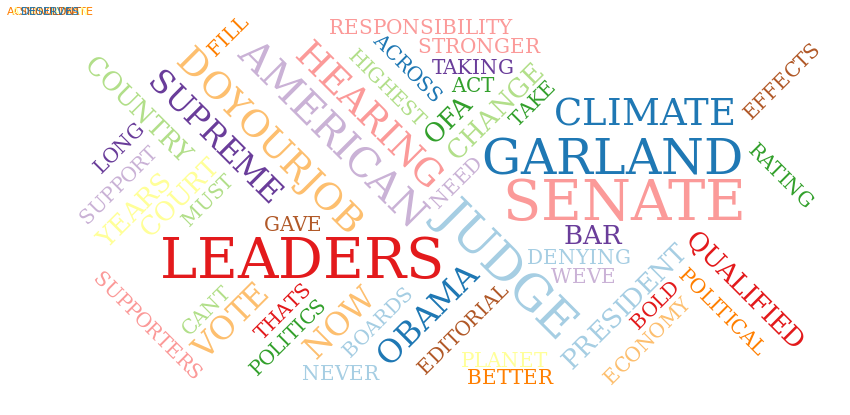 RESPONSIBILITY
FILL
STRONGER
ACROSS
HIGHEST
TAKING
ACT
TAKE
EFFECTS
COUNTRY
DOYOURJOB
AMERICAN
HEARING
OFA
CHANGE
CLIMATE
SUPREME
LONG
SUPPORT
YEARS
COURT
MUST
NEED
GARLAND
RATING
SENATE
GAVE
JUDGE
BAR
LEADERS
DENYING
WEVE
QUALIFIED
PRESIDENT
BOLD
POLITICAL
SUPPORTERS
CANT
VOTE
THATS
POLITICS
NOW
BOARDS
OBAMA
EDITORIAL
ECONOMY
NEVER
PLANET
BETTER